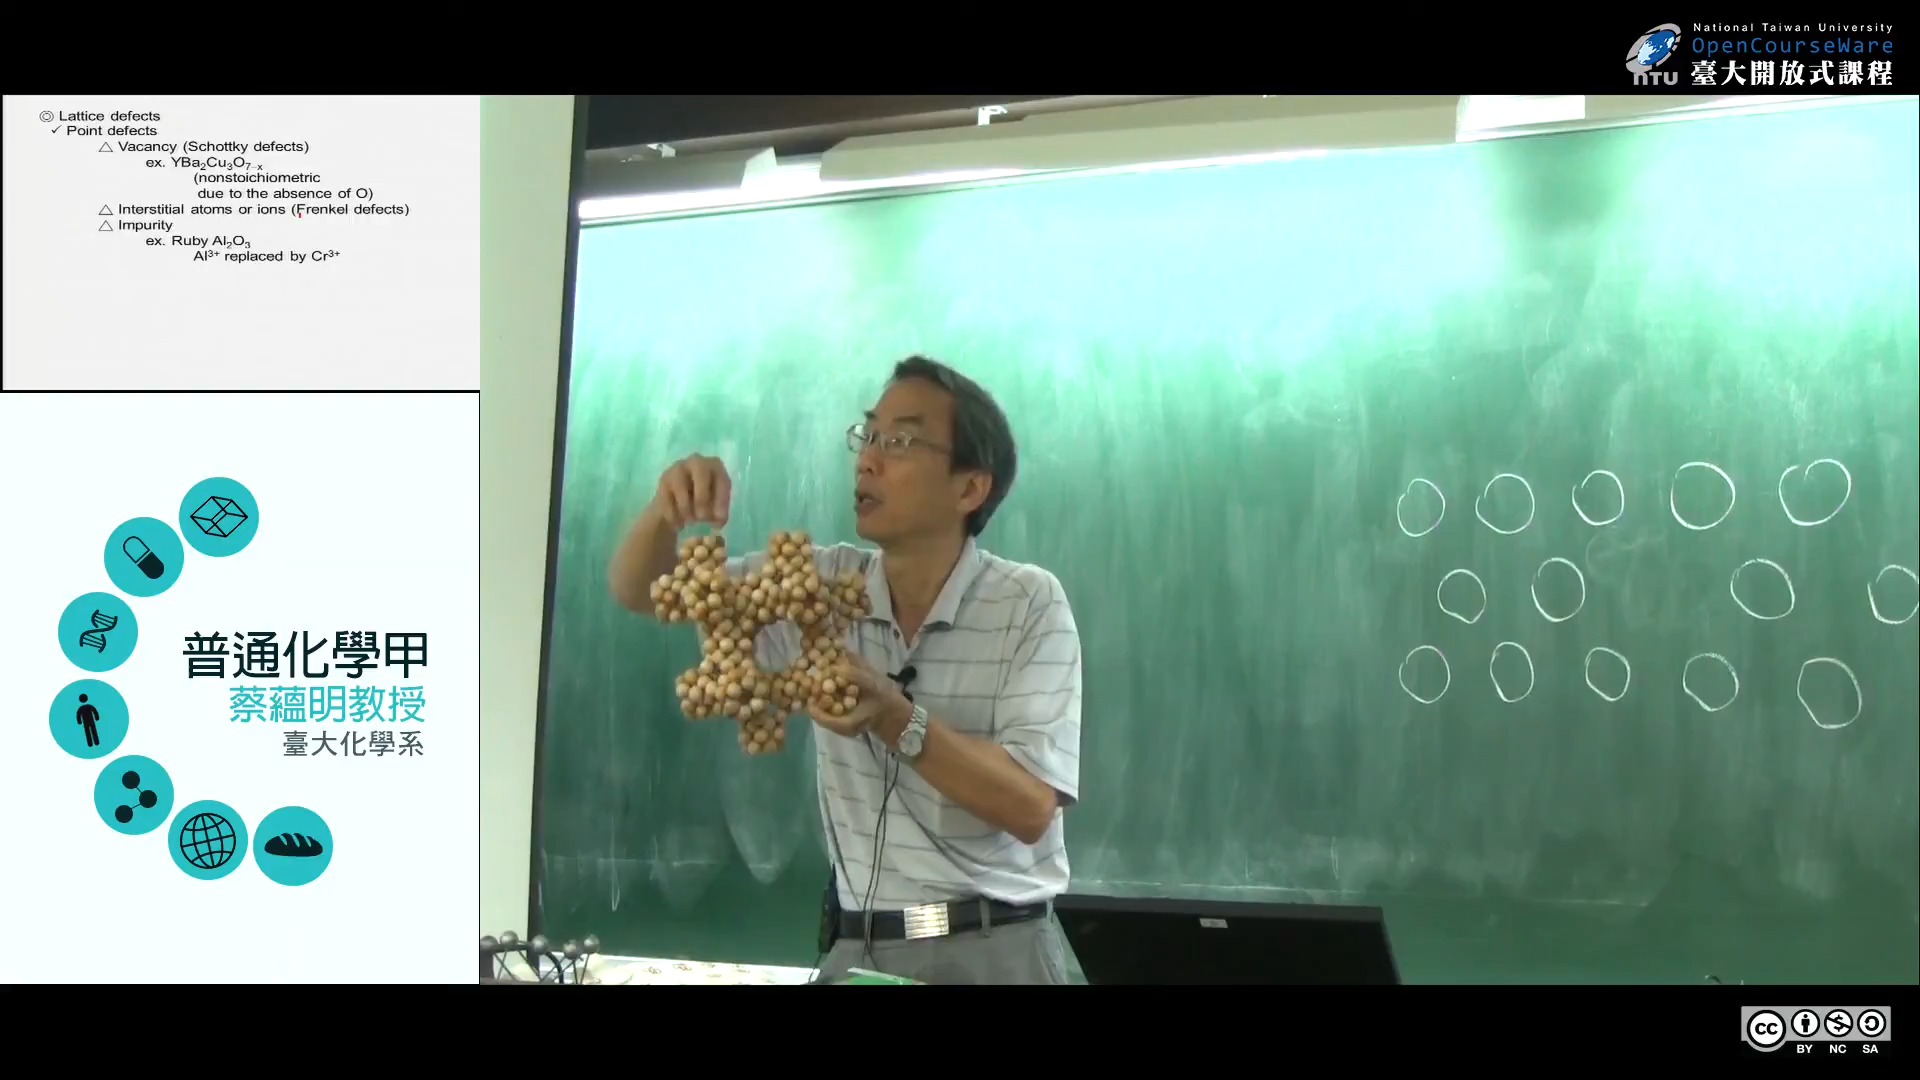 National Taiwan University
OpenCourseWare
NTU
臺大開放式課程
◎ Lattice defects
✓ Point defects
△ Vacancy (Schottky defects)
ex. YBa₂Cu₃O₇₋ₓ
(nonstoichiometric
due to the absence of O)
△ Interstitial atoms or ions (Frenkel defects)
△ Impurity
ex. Ruby Al₂O₃
Al³⁺ replaced by Cr³⁺
普通化學甲
蔡蘊明教授
臺大化學系
cc
BY NC SA